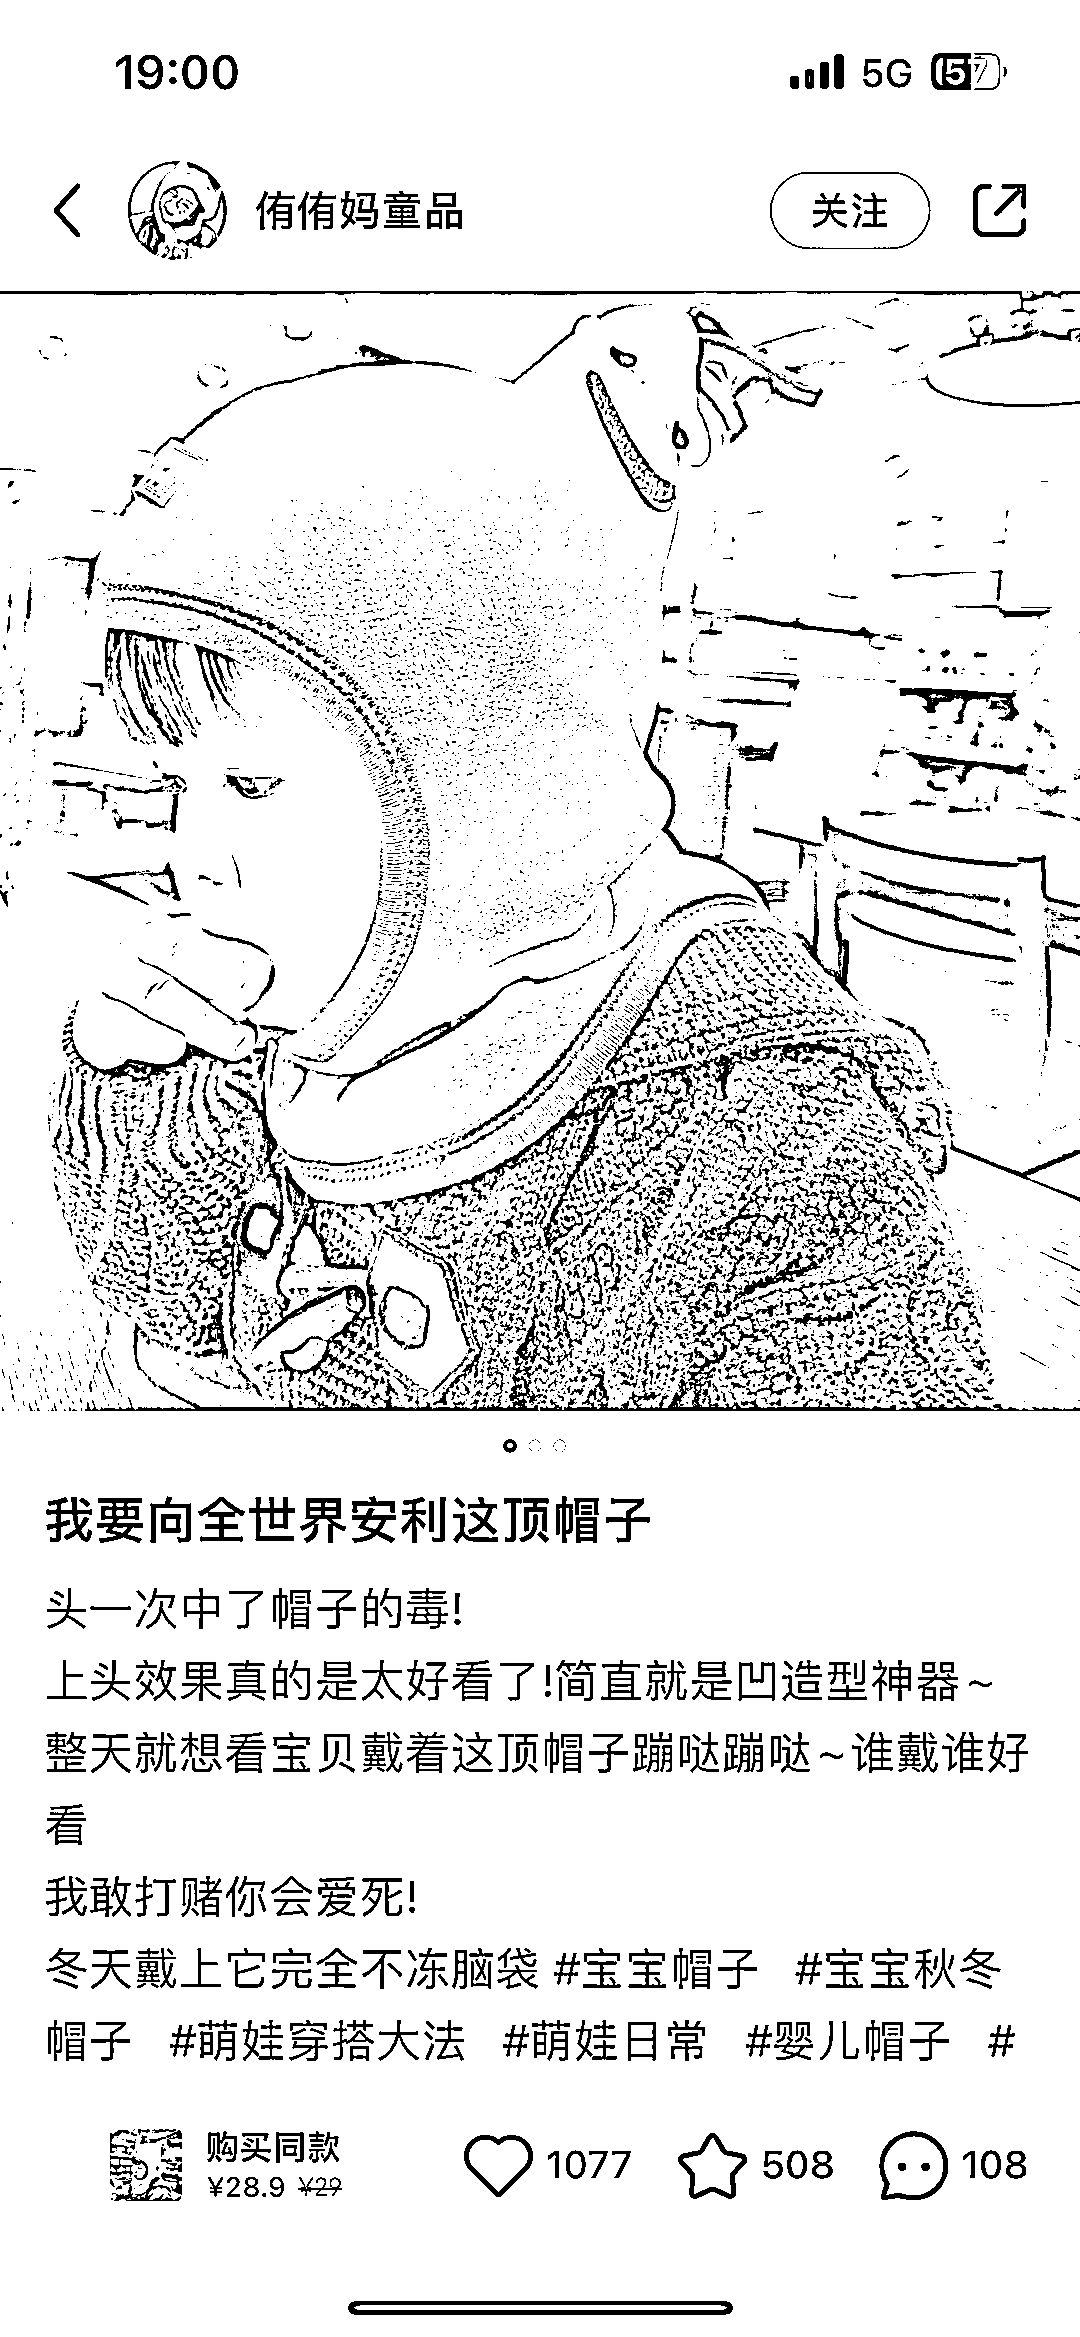 19:00
5G 57
侑侑妈童品
关注
我要向全世界安利这顶帽子
头一次中了帽子的毒!
上头效果真的是太好看了!简直就是凹造型神器~
整天就想看宝贝戴着这顶帽子蹦哒蹦哒~谁戴谁好
看
我敢打赌你会爱死!
冬天戴上它完全不冻脑袋 #宝宝帽子 #宝宝秋冬
帽子 #萌娃穿搭大法 #萌娃日常 #婴儿帽子 #
购买同款
¥28.9 ¥29
1077
508
108